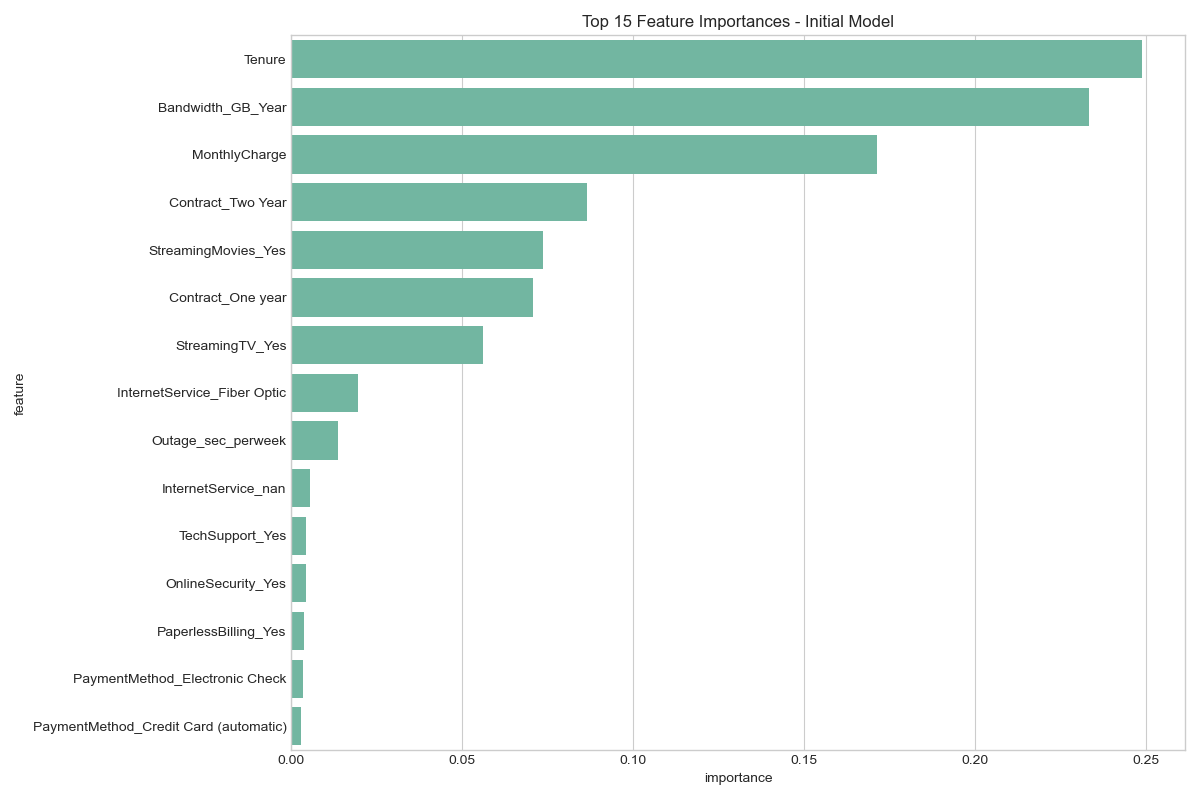 Top 15 Feature Importances - Initial Model
Tenure
Bandwidth_GB_Year
MonthlyCharge
Contract_Two Year
StreamingMovies_Yes
Contract_One year
StreamingTV_Yes
InternetService_Fiber Optic
Outage_sec_perweek
InternetService_nan
TechSupport_Yes
OnlineSecurity_Yes
PaperlessBilling_Yes
PaymentMethod_Electronic Check
PaymentMethod_Credit Card (automatic)
feature
0.00 0.05 0.10 0.15 0.20 0.25
importance